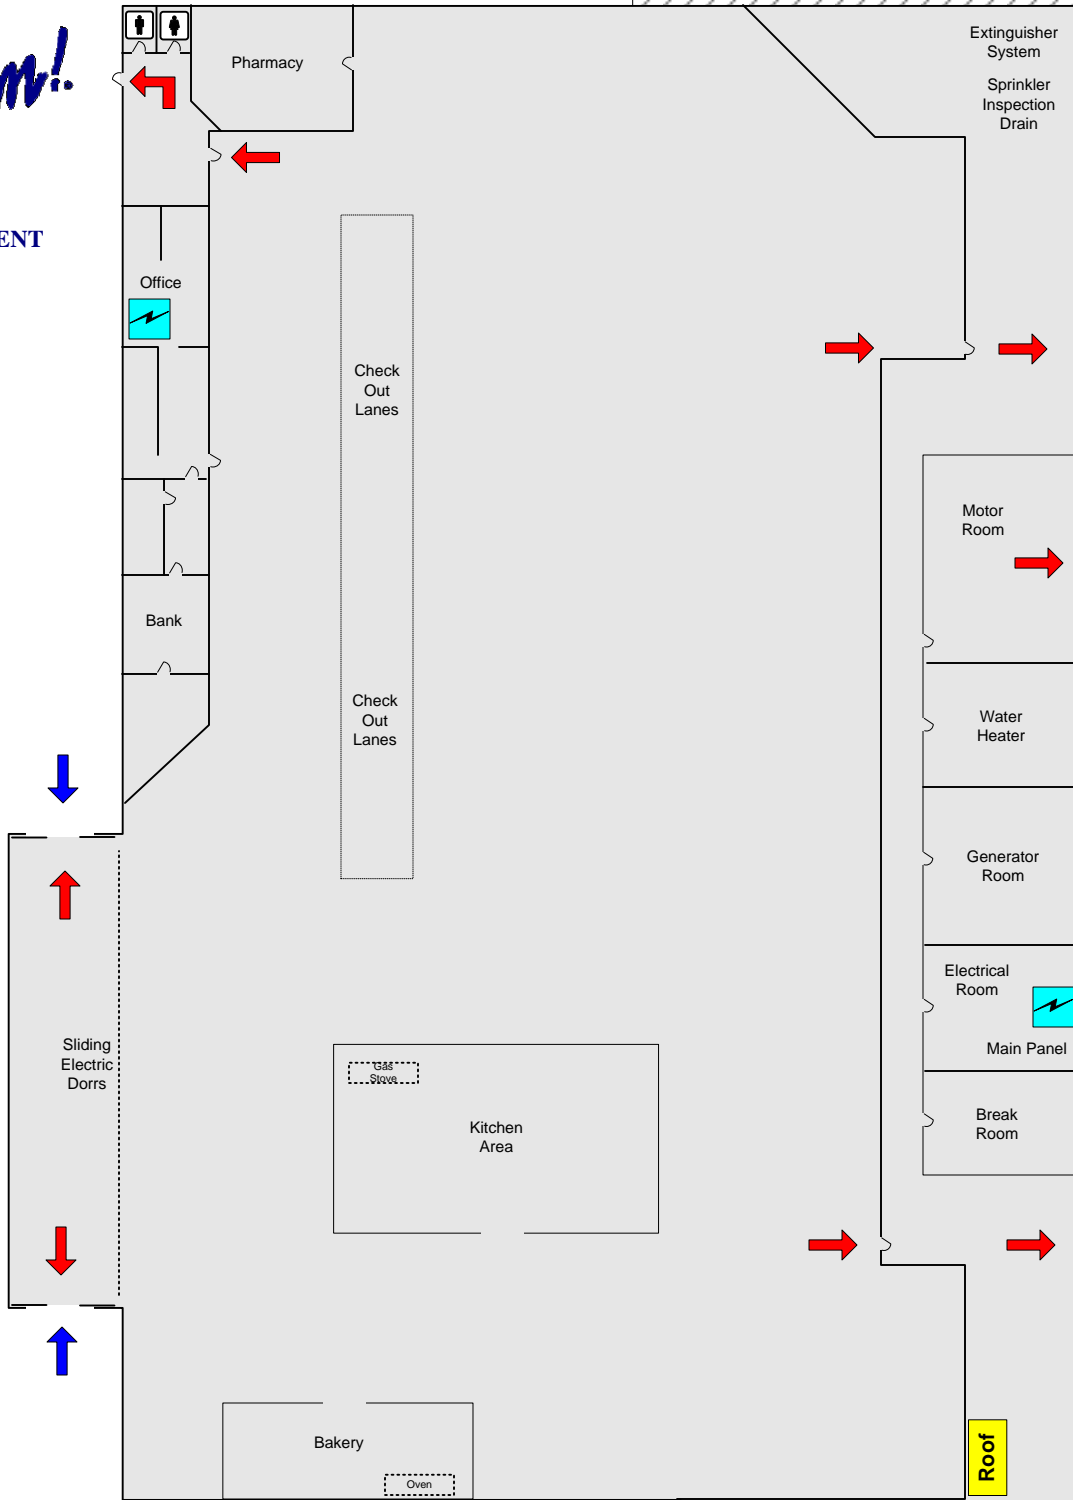 m!.
ENT
Pharmacy
Extinguisher
System
Sprinkler
Inspection
Drain
Office
Check
Out
Lanes
Motor
Room
Bank
Check
Out
Lanes
Water
Heater
Generator
Room
Electrical
Room
Main Panel
Sliding
Electric
Dorrs
Gas
Stove
Kitchen
Area
Break
Room
Bakery
Oven
Roof